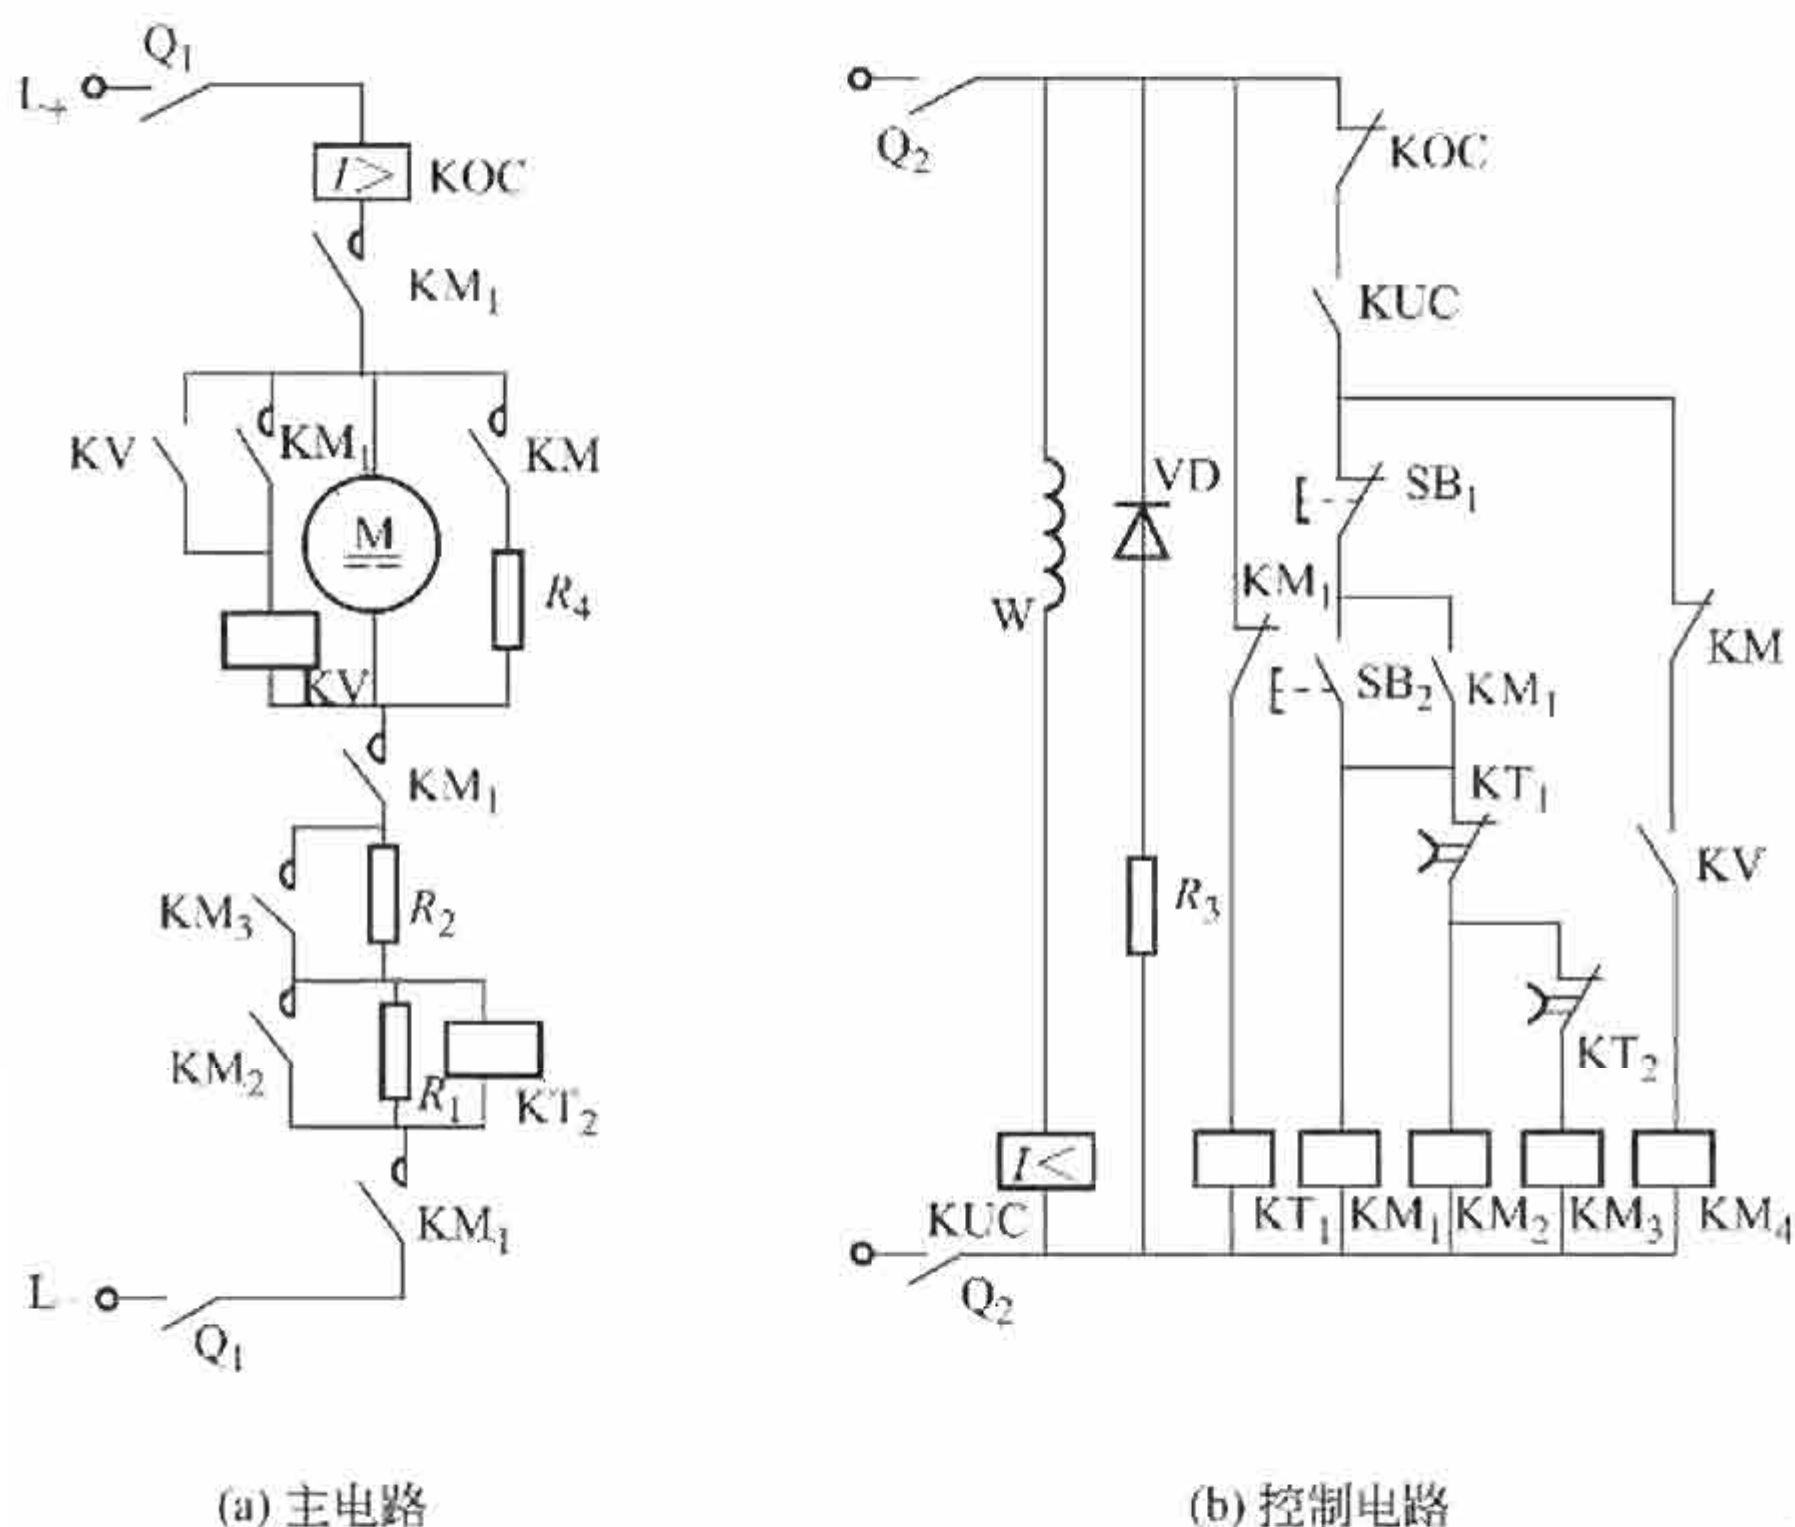 Q₁
L+
I> KOC
KM₁
KV
KM₁
KM
M
R₄
KV
KM₁
KM₃
R₂
KM₂
R₁
KT₂
KM₁
L-
Q₁
(a) 主电路
Q₂
KOC
KUC
VD
SB₁
W
KM₁
KM
SB₂
KM₁
KT₁
KV
R₃
KT₂
I<
KUC
KT₁
KM₁
KM₂
KM₃
KM₄
Q₂
(b) 控制电路